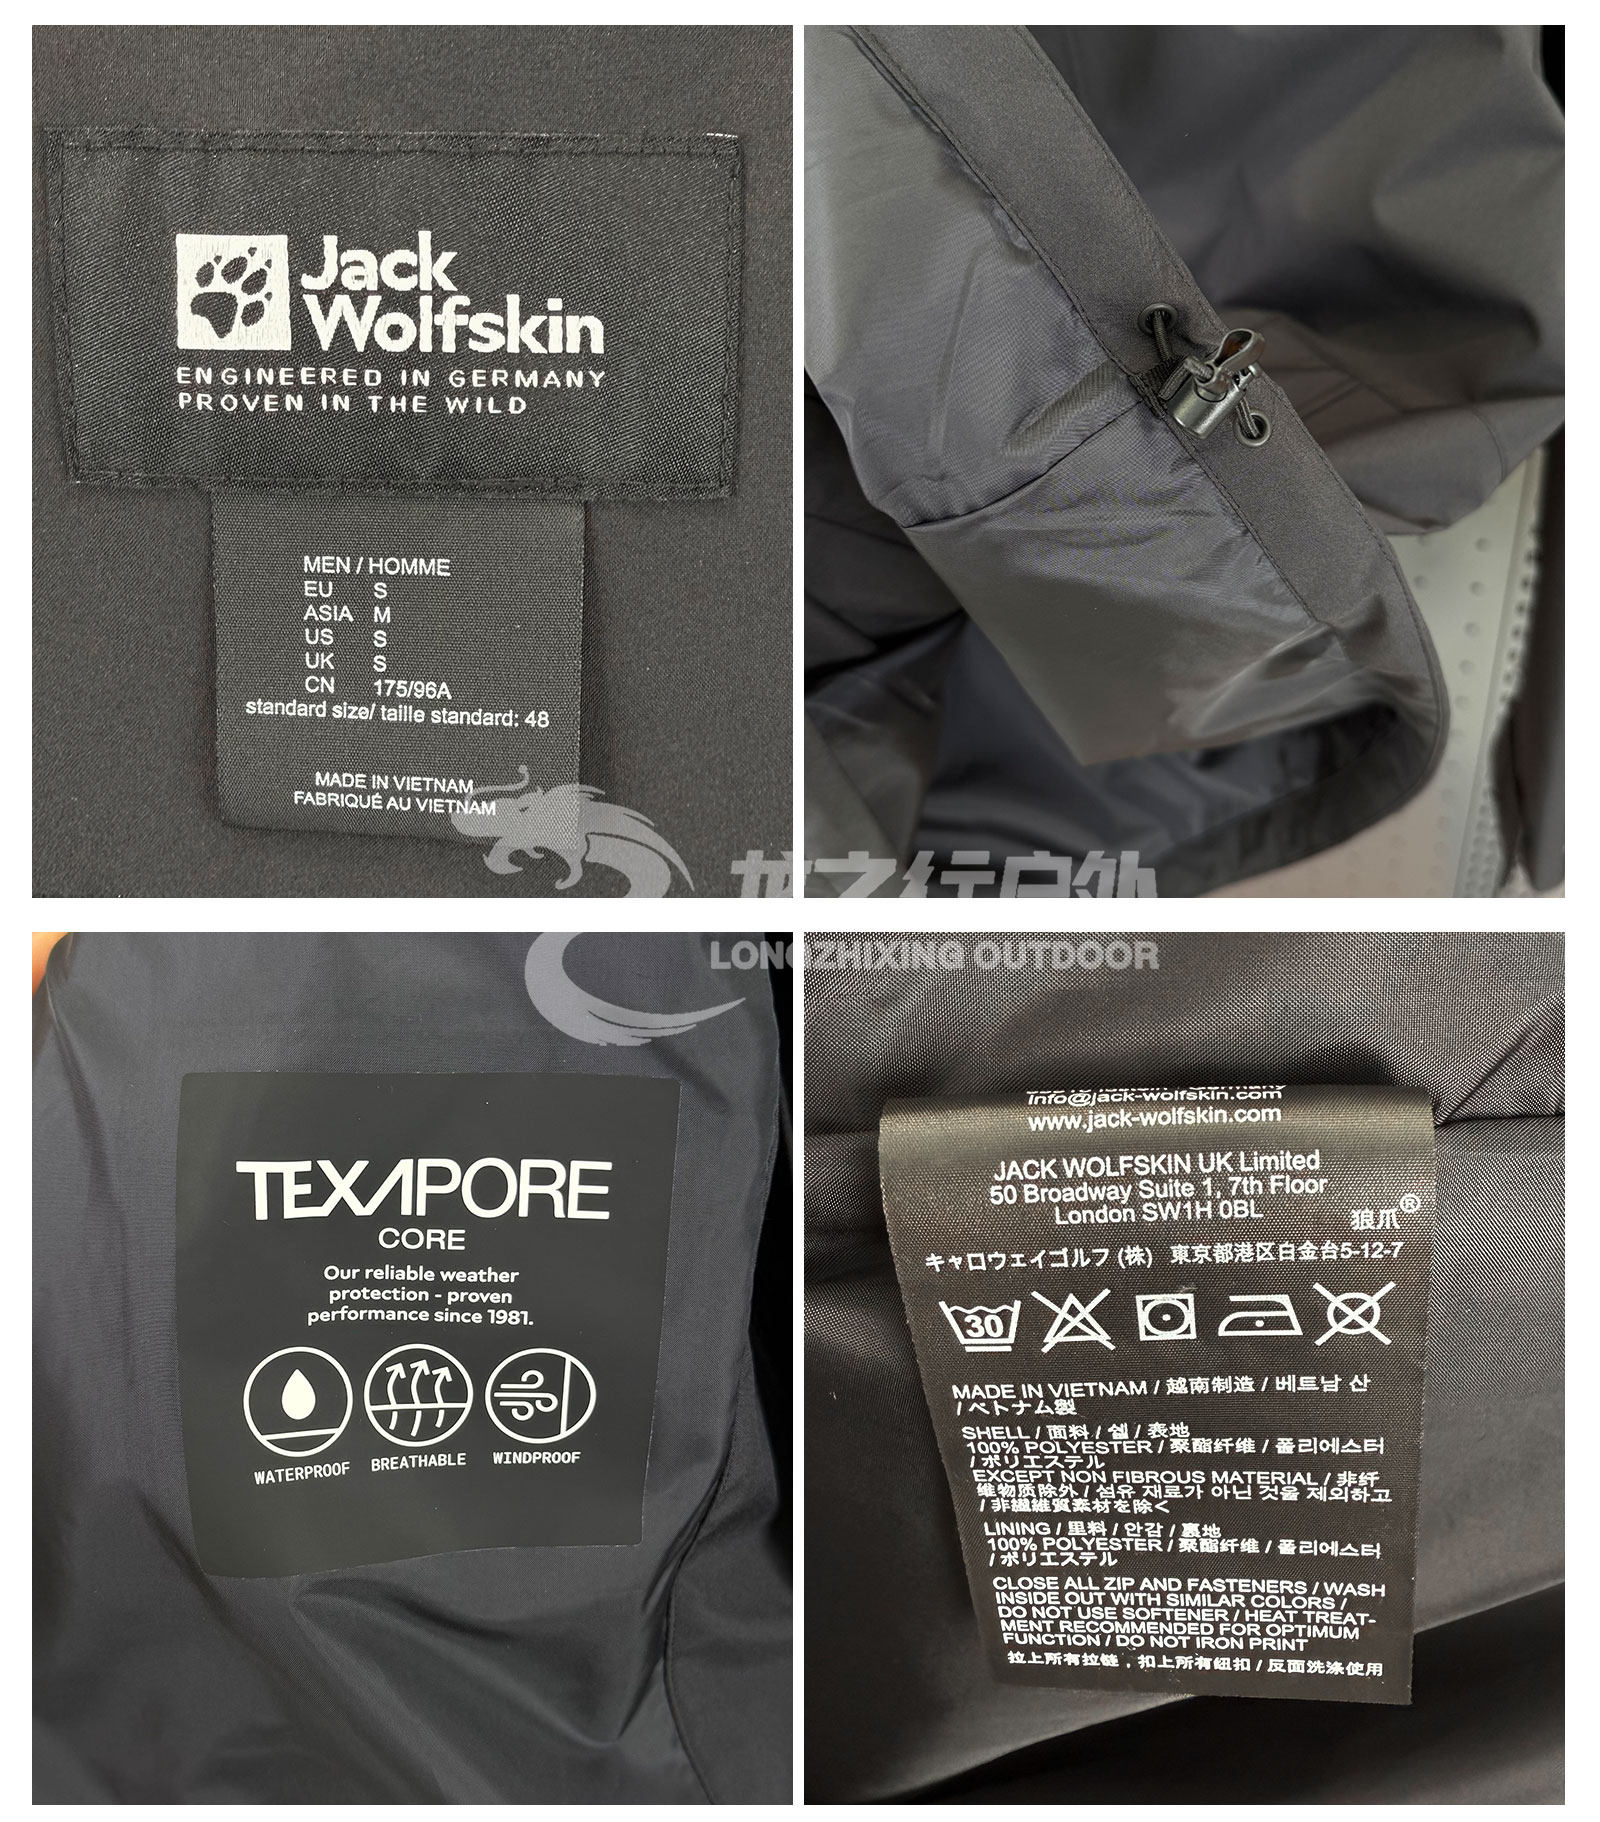 Jack
Wolfskin
ENGINEERED IN GERMANY
PROVEN IN THE WILD
MEN / HOMME
EU S
ASIA M
US S
UK S
CN 175/96A
standard size/ taille standard: 48
MADE IN VIETNAM
FABRIQUÉ AU VIETNAM
之行户外
LONGZHIXING OUTDOOR
TEXAPORE
CORE
Our reliable weather
protection - proven
performance since 1981.
WATERPROOF
BREATHABLE
WINDPROOF
Info@jack-wolfskin.com
www.jack-wolfskin.com
JACK WOLFSKIN UK Limited
50 Broadway Suite 1, 7th Floor
London SW1H 0BL
狼爪®
キャロウェイゴルフ (株) 東京都港区白金台5-12-7
30
MADE IN VIETNAM / 越南制造 / 베트남 산
/ ベトナム製
SHELL / 面料 / 쉘 / 表地
100% POLYESTER / 聚酯纤维 / 폴리에스터
/ ポリエステル
EXCEPT NON FIBROUS MATERIAL / 非纤
维物质除外 / 섬유 재료가 아닌 것을 제외하고
/ 非繊維質素材を除く
LINING / 里料 / 안감 / 裏地
100% POLYESTER / 聚酯纤维 / 폴리에스터
/ ポリエステル
CLOSE ALL ZIP AND FASTENERS / WASH
INSIDE OUT WITH SIMILAR COLORS /
DO NOT USE SOFTENER / HEAT TREAT-
MENT RECOMMENDED FOR OPTIMUM
FUNCTION / DO NOT IRON PRINT
拉上所有拉链，扣上所有纽扣 / 反面洗涤使用